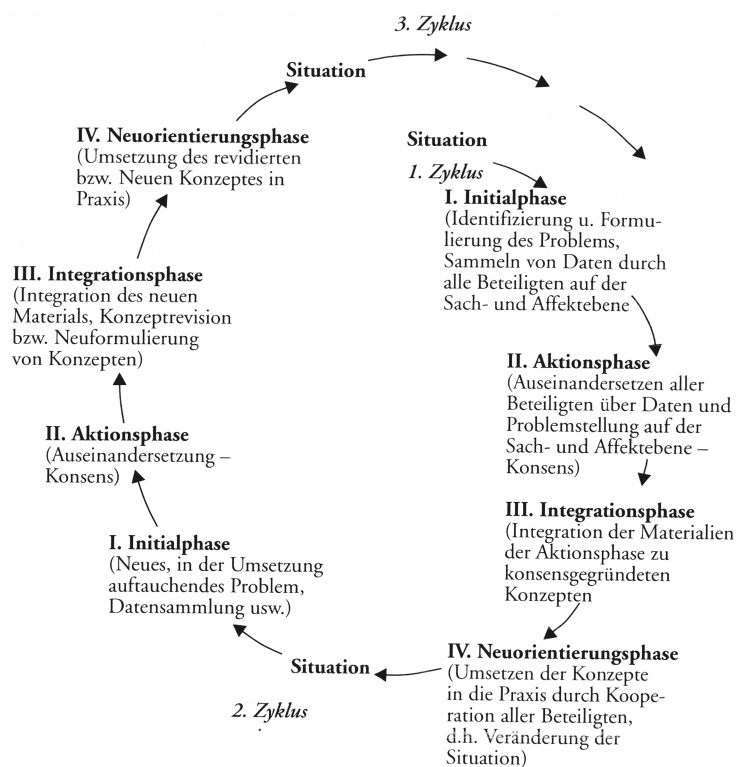 3. Zyklus
Situation
Situation
1. Zyklus
I. Initialphase
(Identifizierung u. Formu-
lierung des Problems,
Sammeln von Daten durch
alle Beteiligten auf der
Sach- und Affektebene
II. Aktionsphase
(Auseinandersetzen aller
Beteiligten über Daten und
Problemstellung auf der
Sach- und Affektebene –
Konsens)
III. Integrationsphase
(Integration der Materialien
der Aktionsphase zu
konsensgegründeten
Konzepten
IV. Neuorientierungsphase
(Umsetzen der Konzepte
in die Praxis durch Koope-
ration aller Beteiligten,
d.h. Veränderung der
Situation)
Situation
2. Zyklus
I. Initialphase
(Neues, in der Umsetzung
auftauchendes Problem,
Datensammlung usw.)
II. Aktionsphase
(Auseinandersetzung –
Konsens)
III. Integrationsphase
(Integration des neuen
Materials, Konzeptrevision
bzw. Neuformulierung
von Konzepten)
IV. Neuorientierungsphase
(Umsetzung des revidierten
bzw. Neuen Konzeptes in
Praxis)